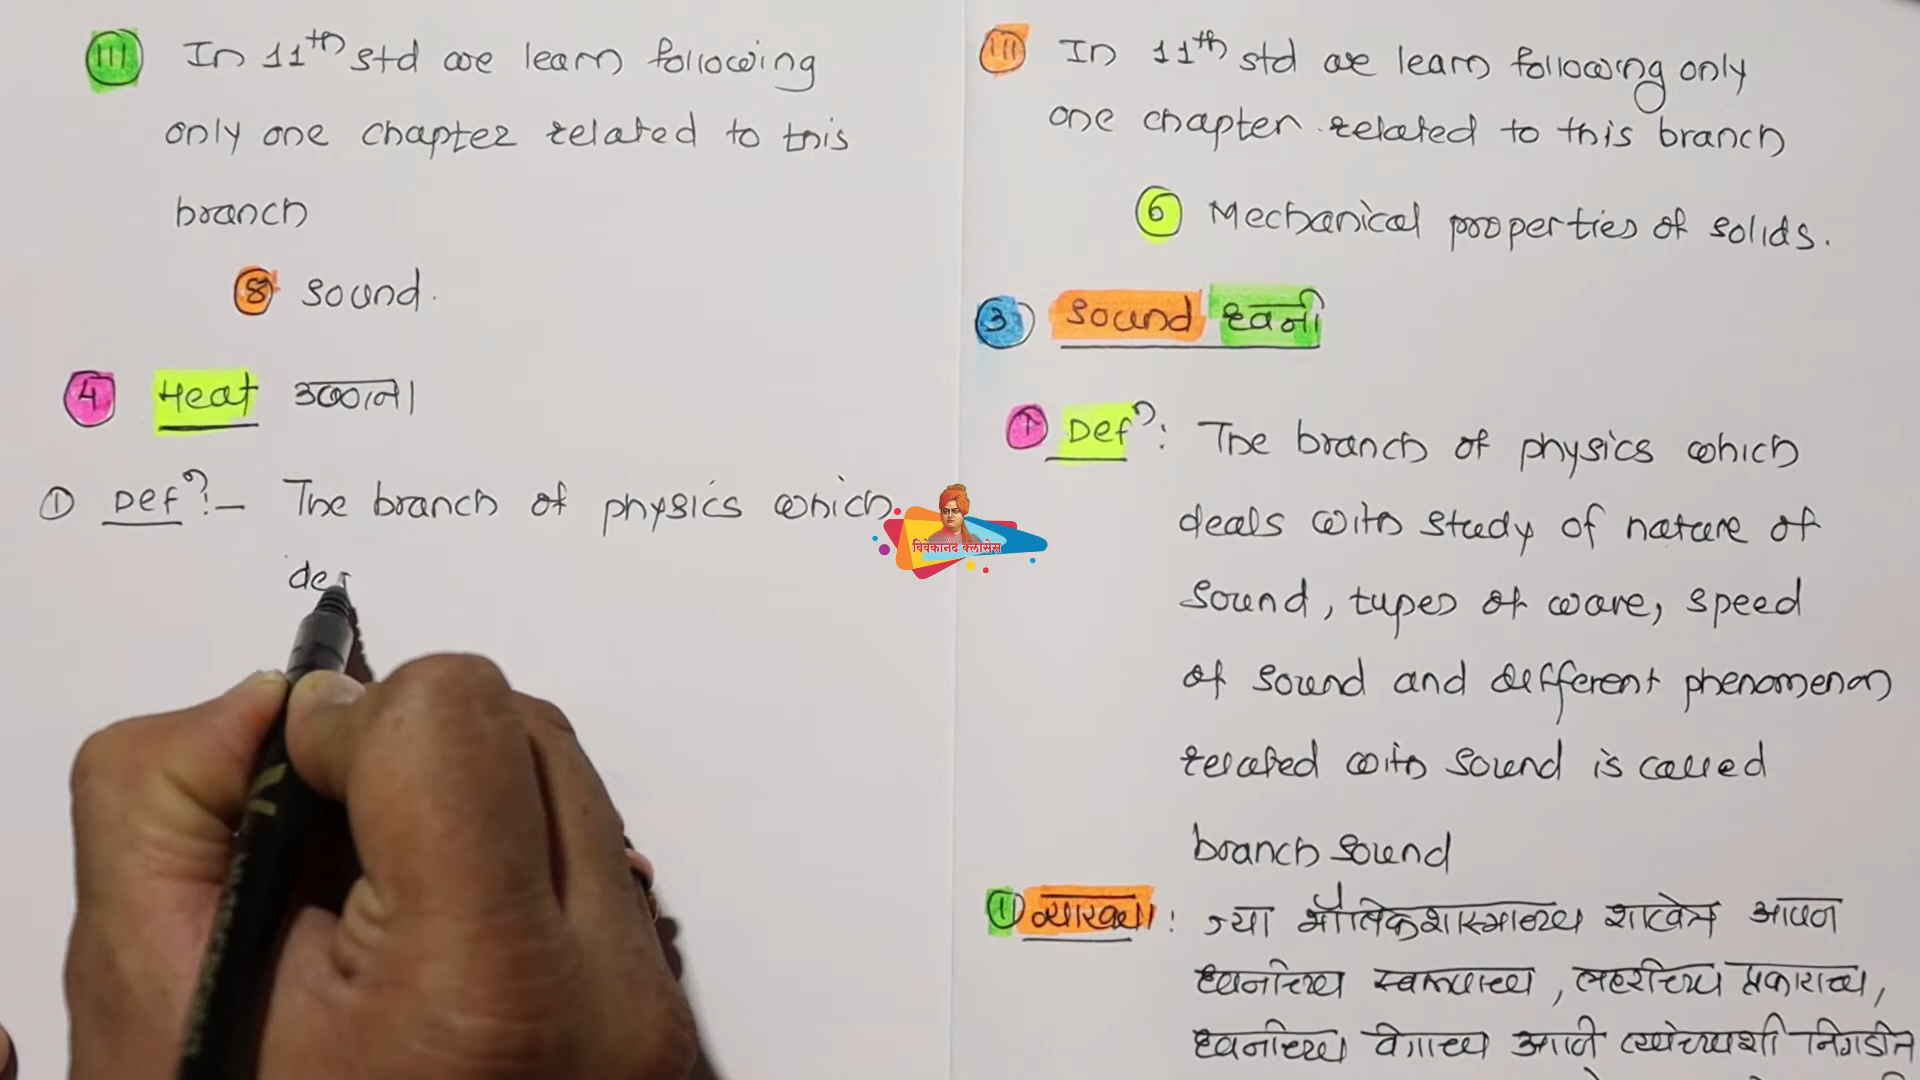 III In 11th std we learn following
only one chapter related to this
branch
8 sound.
4 Heat उष्णता
① Defn:- The branch of physics which
de
III In 11th std we learn following only
one chapter related to this branch
6 Mechanical properties of solids.
3 Sound ध्वनी
1 Defn: The branch of physics which
deals with study of nature of
sound, types of wave, speed
of sound and different phenomenon
related with sound is called
branch sound
1 व्याख्या: ज्या भौतिकशास्त्राच्या शाखेत आपण
ध्वनीच्या स्वरूपाच्या, लहरींच्या प्रकाराच्या,
ध्वनीच्या वेगाच्या आणि त्याच्याशी निगडीत
विवेकानंद क्लासेस